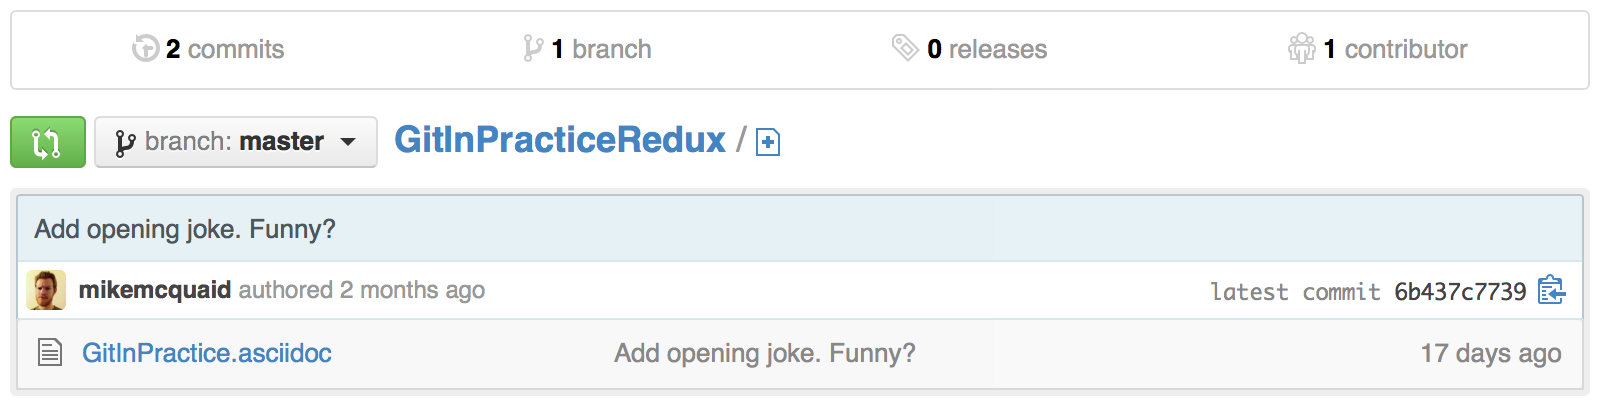 2 commits 1 branch 0 releases 1 contributor
branch: master GitInPracticeRedux /
Add opening joke. Funny?
mikemcquaid authored 2 months ago latest commit 6b437c7739
GitInPractice.asciidoc Add opening joke. Funny? 17 days ago